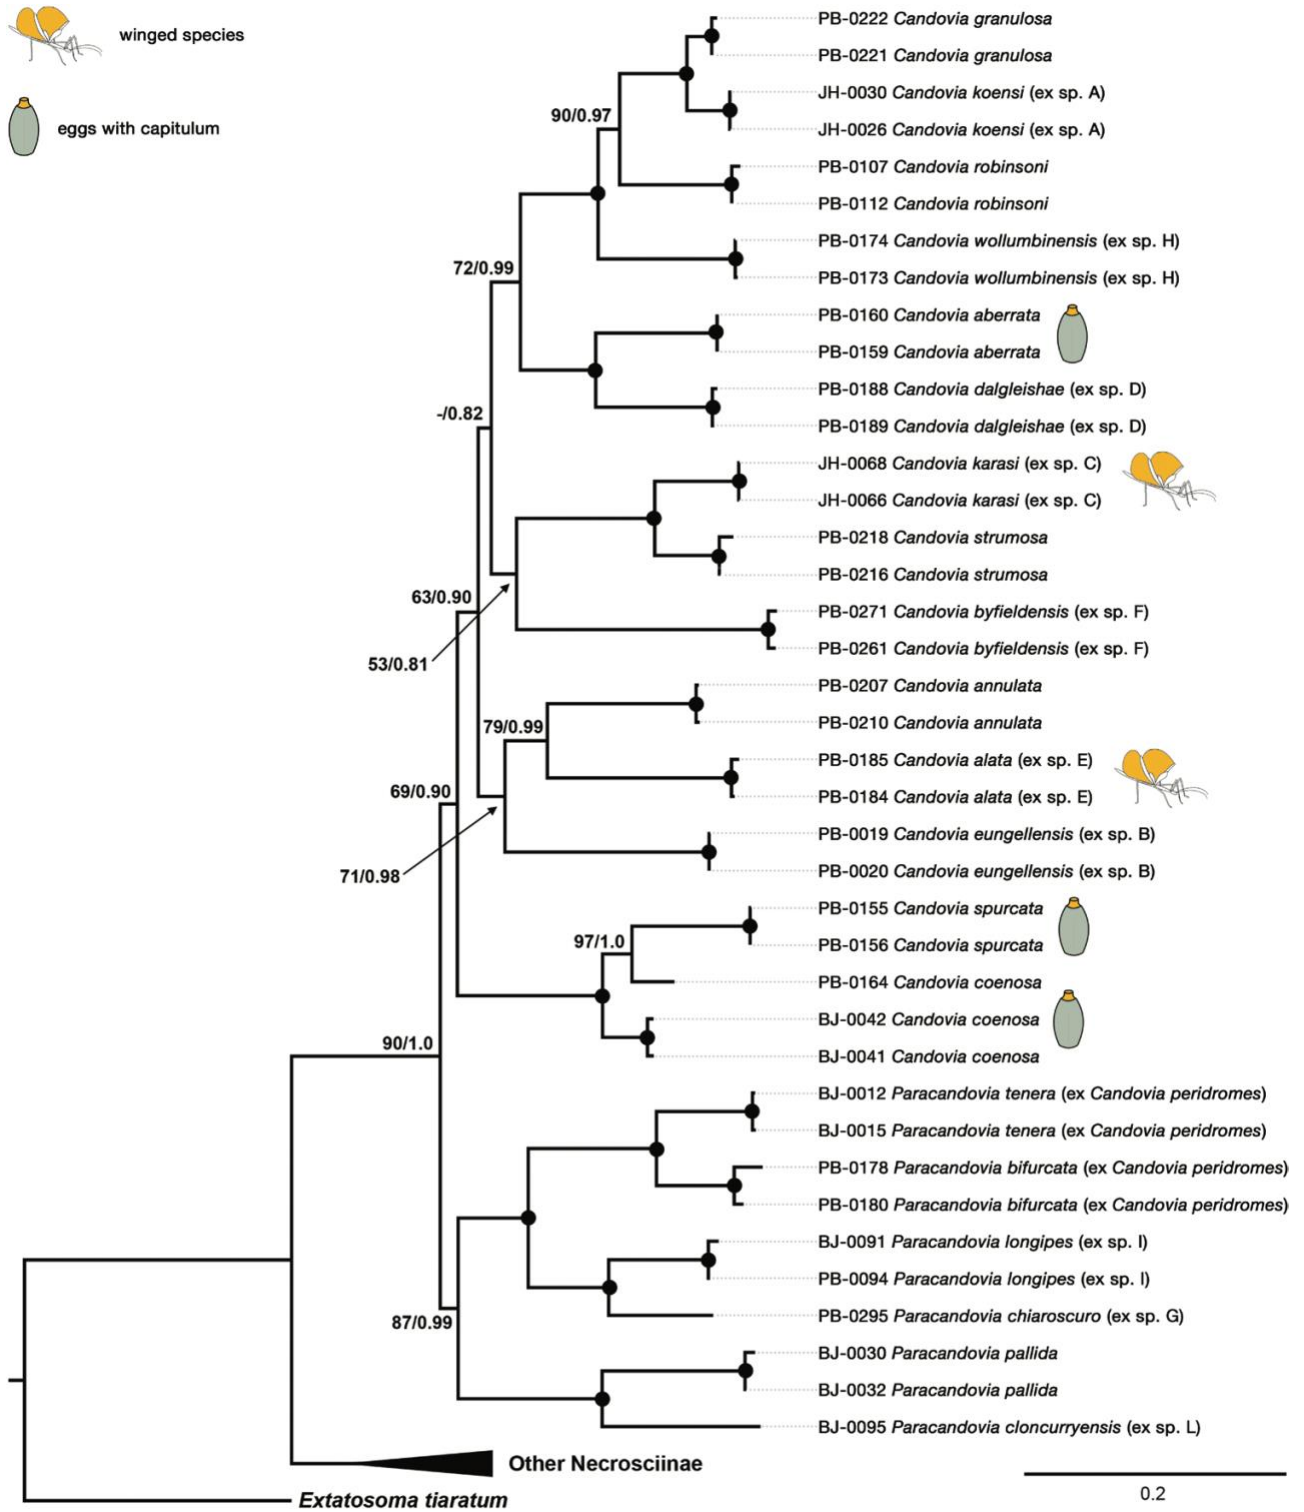 winged species
eggs with capitulum
PB-0222 Candovia granulosa
PB-0221 Candovia granulosa
JH-0030 Candovia koensi (ex sp. A)
90/0.97
JH-0026 Candovia koensi (ex sp. A)
PB-0107 Candovia robinsoni
PB-0112 Candovia robinsoni
PB-0174 Candovia wollumbinensis (ex sp. H)
72/0.99
PB-0173 Candovia wollumbinensis (ex sp. H)
PB-0160 Candovia aberrata
PB-0159 Candovia aberrata
PB-0188 Candovia dalgleishae (ex sp. D)
-/0.82
PB-0189 Candovia dalgleishae (ex sp. D)
JH-0068 Candovia karasi (ex sp. C)
JH-0066 Candovia karasi (ex sp. C)
PB-0218 Candovia strumosa
PB-0216 Candovia strumosa
63/0.90
PB-0271 Candovia byfieldensis (ex sp. F)
PB-0261 Candovia byfieldensis (ex sp. F)
53/0.81
PB-0207 Candovia annulata
PB-0210 Candovia annulata
79/0.99
PB-0185 Candovia alata (ex sp. E)
69/0.90
PB-0184 Candovia alata (ex sp. E)
PB-0019 Candovia eungellensis (ex sp. B)
71/0.98
PB-0020 Candovia eungellensis (ex sp. B)
PB-0155 Candovia spurcata
97/1.0
PB-0156 Candovia spurcata
PB-0164 Candovia coenosa
BJ-0042 Candovia coenosa
90/1.0
BJ-0041 Candovia coenosa
BJ-0012 Paracandovia tenera (ex Candovia peridromes)
BJ-0015 Paracandovia tenera (ex Candovia peridromes)
PB-0178 Paracandovia bifurcata (ex Candovia peridromes)
PB-0180 Paracandovia bifurcata (ex Candovia peridromes)
BJ-0091 Paracandovia longipes (ex sp. I)
PB-0094 Paracandovia longipes (ex sp. I)
87/0.99
PB-0295 Paracandovia chiaroscuro (ex sp. G)
BJ-0030 Paracandovia pallida
BJ-0032 Paracandovia pallida
BJ-0095 Paracandovia cloncurryensis (ex sp. L)
Other Necrosciinae
0.2
Extatosoma tiaratum